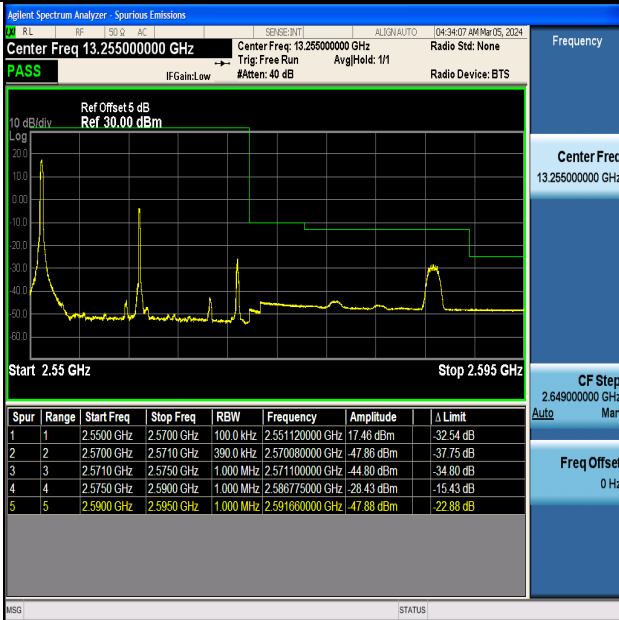 Agilent Spectrum Analyzer - Spurious Emissions
LXI RL RF 50 Ω AC SENSE:INT ALIGN AUTO 04:34:07 AM Mar 05, 2024
Center Freq 13.255000000 GHz
Center Freq: 13.255000000 GHz Radio Std: None
Trig: Free Run Avg|Hold: 1/1
PASS IFGain:Low #Atten: 40 dB Radio Device: BTS
Frequency
Ref Offset 5 dB
10 dB/div Ref 30.00 dBm
Log
20.0
10.0
0.00
-10.0
-20.0
-30.0
-40.0
-50.0
-60.0
Start 2.55 GHz Stop 2.595 GHz
Spur Range Start Freq Stop Freq RBW Frequency Amplitude Δ Limit
1 1 2.5500 GHz 2.5700 GHz 100.0 kHz 2.551120000 GHz 17.46 dBm -32.54 dB
2 2 2.5700 GHz 2.5710 GHz 390.0 kHz 2.570080000 GHz -47.86 dBm -37.75 dB
3 3 2.5710 GHz 2.5750 GHz 1.000 MHz 2.571100000 GHz -44.80 dBm -34.80 dB
4 4 2.5750 GHz 2.5900 GHz 1.000 MHz 2.586775000 GHz -28.43 dBm -15.43 dB
5 5 2.5900 GHz 2.5950 GHz 1.000 MHz 2.591660000 GHz -47.88 dBm -22.88 dB
Center Freq
13.255000000 GHz
CF Step
2.649000000 GHz
Auto Man
Freq Offset
0 Hz
MSG STATUS